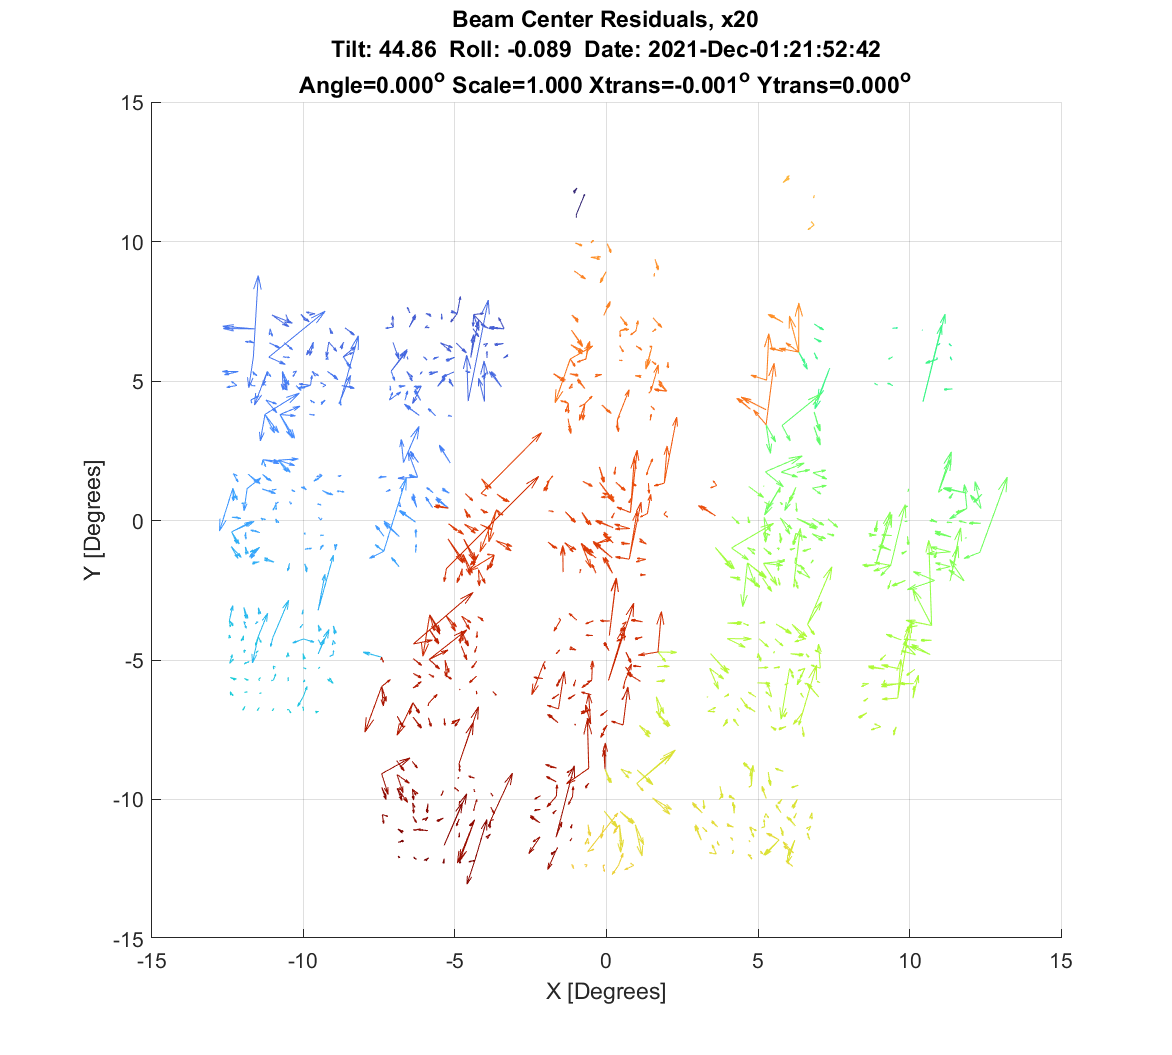 Beam Center Residuals, x20
Tilt: 44.86  Roll: -0.089  Date: 2021-Dec-01:21:52:42
Angle=0.000° Scale=1.000 Xtrans=-0.001° Ytrans=0.000°
15
10
5
0
-5
-10
-15
Y [Degrees]
-15 -10 -5 0 5 10 15
X [Degrees]